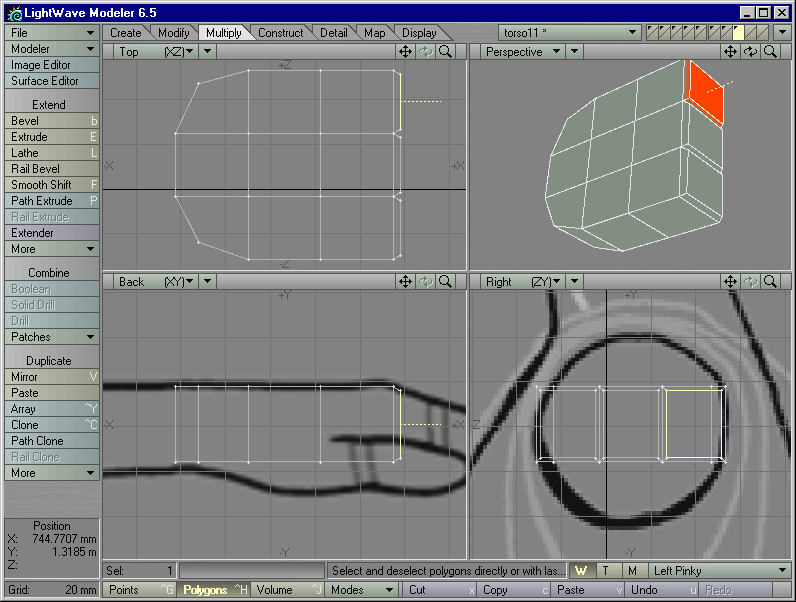 LightWave Modeler 6.5
File Create Modify Multiply Construct Detail Map Display torso11 *
Modeler Top (XZ) Perspective
Image Editor
Surface Editor
Extend
Bevel b
Extrude E
Lathe L
Rail Bevel
Smooth Shift F
Path Extrude P
Rail Extrude
Extender
More
Combine
Boolean
Solid Drill
Drill
Patches
Duplicate
Mirror V
Paste
Array ^Y
Clone ^C
Path Clone
Rail Clone
More
+Z
-X +X
-Z
Back (XY) Right (ZY)
+Y +Y
-X +X -Z
-Y -Y
Position
X: 744.7707 mm
Y: 1.3185 m
Z:
Sel: 1 Select and deselect polygons directly or with las... W T M Left Pinky
Grid: 20 mm Points ^G Polygons ^H Volume ^J Modes Cut x Copy c Paste v Undo u Redo